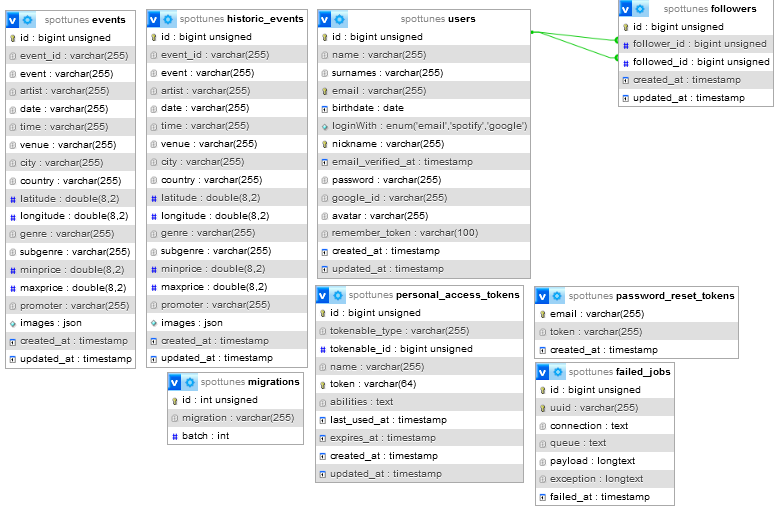 spottunes events
id : bigint unsigned
event_id : varchar(255)
event : varchar(255)
artist : varchar(255)
date : varchar(255)
time : varchar(255)
venue : varchar(255)
city : varchar(255)
country : varchar(255)
latitude : double(8,2)
longitude : double(8,2)
genre : varchar(255)
subgenre : varchar(255)
minprice : double(8,2)
maxprice : double(8,2)
promoter : varchar(255)
images : json
created_at : timestamp
updated_at : timestamp
spottunes historic_events
id : bigint unsigned
event_id : varchar(255)
event : varchar(255)
artist : varchar(255)
date : varchar(255)
time : varchar(255)
venue : varchar(255)
city : varchar(255)
country : varchar(255)
latitude : double(8,2)
longitude : double(8,2)
genre : varchar(255)
subgenre : varchar(255)
minprice : double(8,2)
maxprice : double(8,2)
promoter : varchar(255)
images : json
created_at : timestamp
updated_at : timestamp
spottunes users
id : bigint unsigned
name : varchar(255)
surnames : varchar(255)
email : varchar(255)
birthdate : date
loginWith : enum('email','spotify','google')
nickname : varchar(255)
email_verified_at : timestamp
password : varchar(255)
google_id : varchar(255)
avatar : varchar(255)
remember_token : varchar(100)
created_at : timestamp
updated_at : timestamp
spottunes followers
id : bigint unsigned
follower_id : bigint unsigned
followed_id : bigint unsigned
created_at : timestamp
updated_at : timestamp
spottunes migrations
id : int unsigned
migration : varchar(255)
batch : int
spottunes personal_access_tokens
id : bigint unsigned
tokenable_type : varchar(255)
tokenable_id : bigint unsigned
name : varchar(255)
token : varchar(64)
abilities : text
last_used_at : timestamp
expires_at : timestamp
created_at : timestamp
updated_at : timestamp
spottunes password_reset_tokens
email : varchar(255)
token : varchar(255)
created_at : timestamp
spottunes failed_jobs
id : bigint unsigned
uuid : varchar(255)
connection : text
queue : text
payload : longtext
exception : longtext
failed_at : timestamp